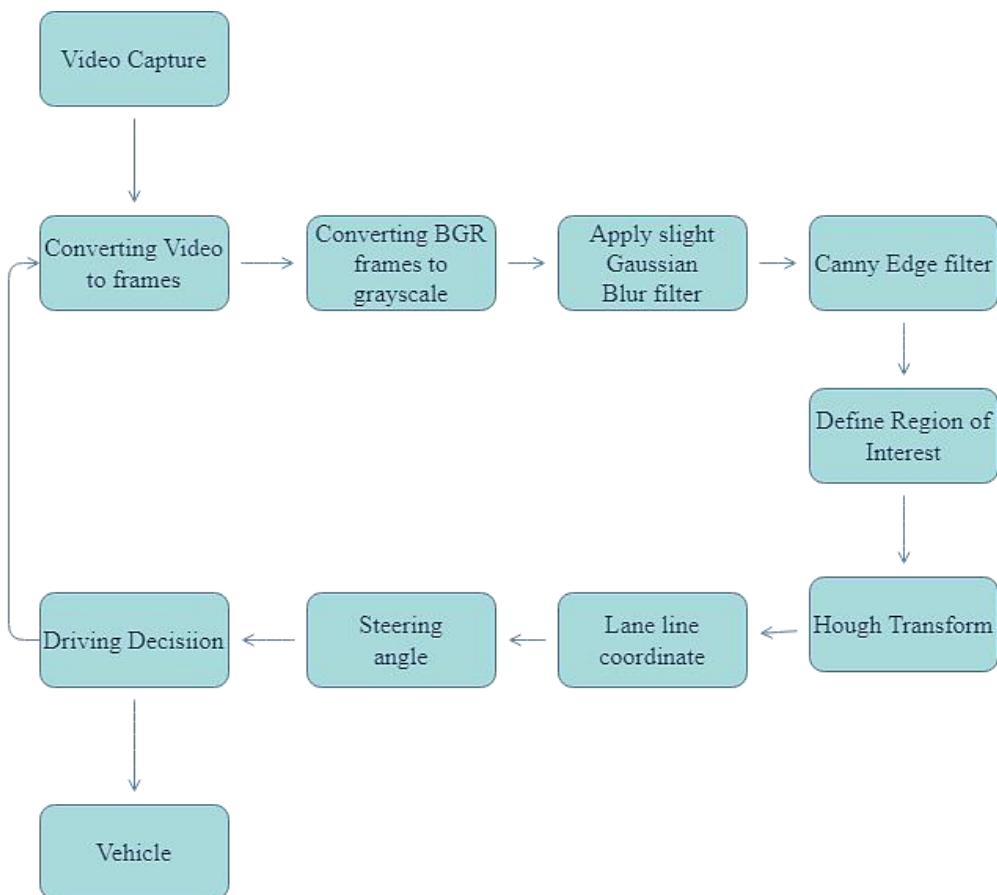 Video Capture
Converting Video
to frames
Converting BGR
frames to
grayscale
Apply slight
Gaussian
Blur filter
Canny Edge filter
Define Region of
Interest
Hough Transform
Lane line
coordinate
Steering
angle
Driving Decisiion
Vehicle